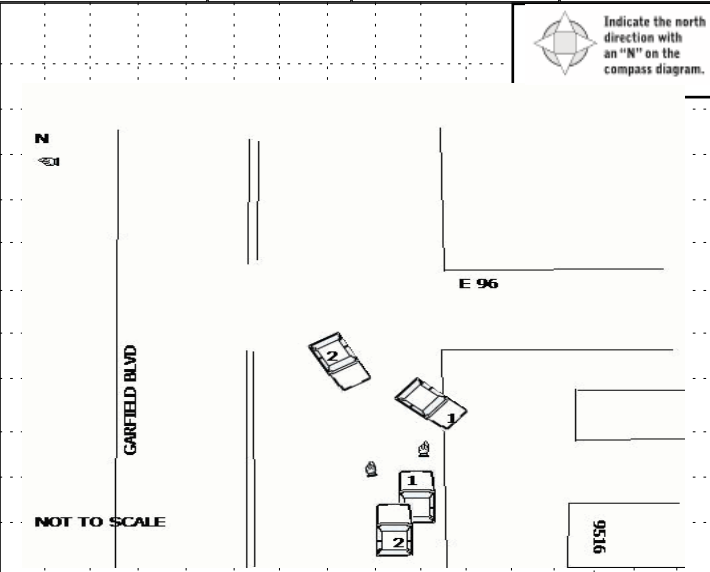 Indicate the north
direction with
an “N” on the
compass diagram.
N
E 96
GARFIELD BLVD
2
1
1
2
NOT TO SCALE
9516